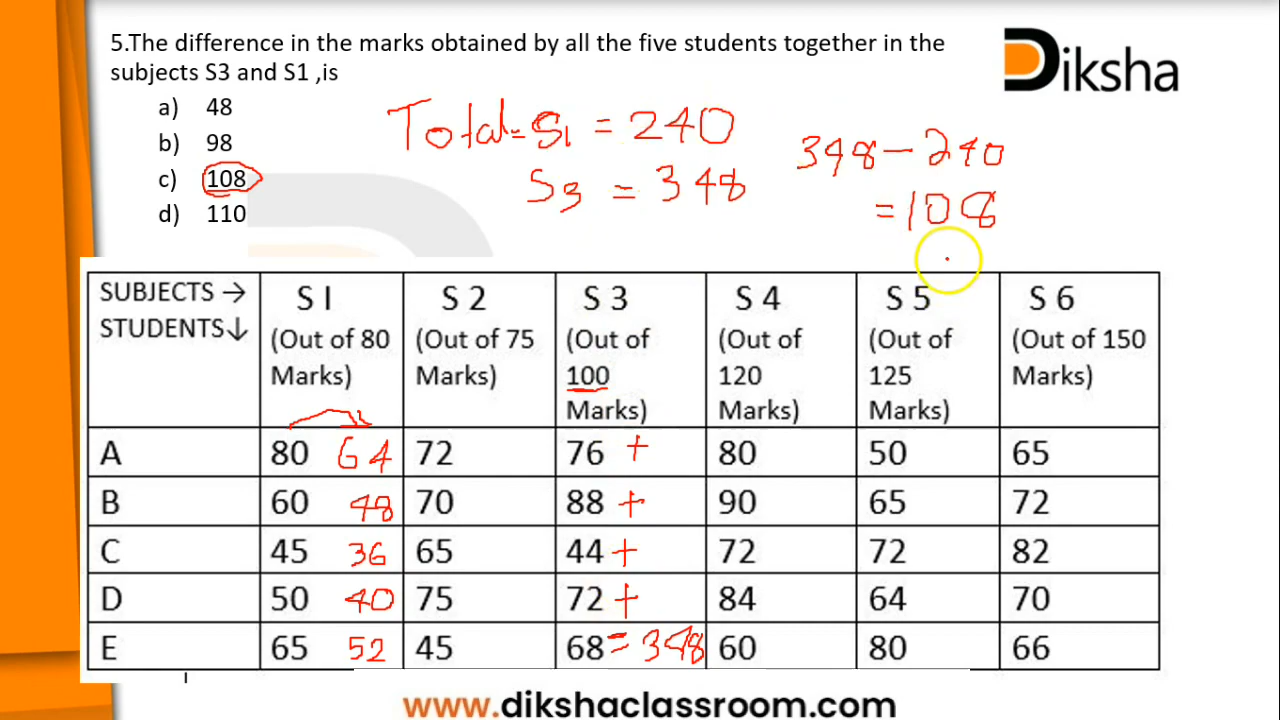 5.The difference in the marks obtained by all the five students together in the
subjects S3 and S1 ,is
a) 48
b) 98
c) 108
d) 110
Total = S1 = 240
S3 = 348
348 - 240
= 108
Diksha
SUBJECTS → S 1 S 2 S 3 S 4 S 5 S 6
STUDENTS↓ (Out of 80 (Out of 75 (Out of (Out of (Out of (Out of 150
Marks) Marks) 100 120 125 Marks)
Marks) Marks) Marks)
A 80 64 72 76 + 80 50 65
B 60 48 70 88 + 90 65 72
C 45 36 65 44 + 72 72 82
D 50 40 75 72 + 84 64 70
E 65 52 45 68 = 348 60 80 66
www.dikshaclassroom.com